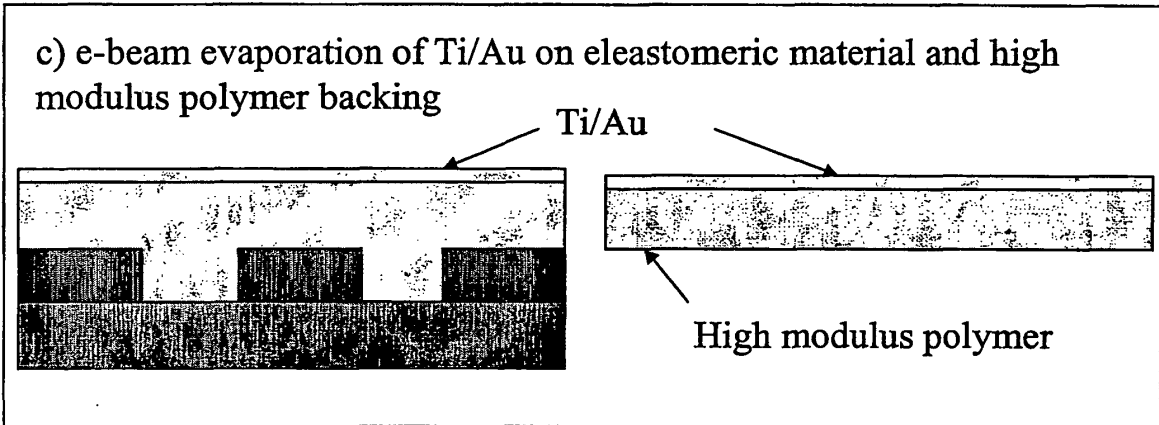 c) e-beam evaporation of Ti/Au on eleastomeric material and high
modulus polymer backing
Ti/Au
High modulus polymer